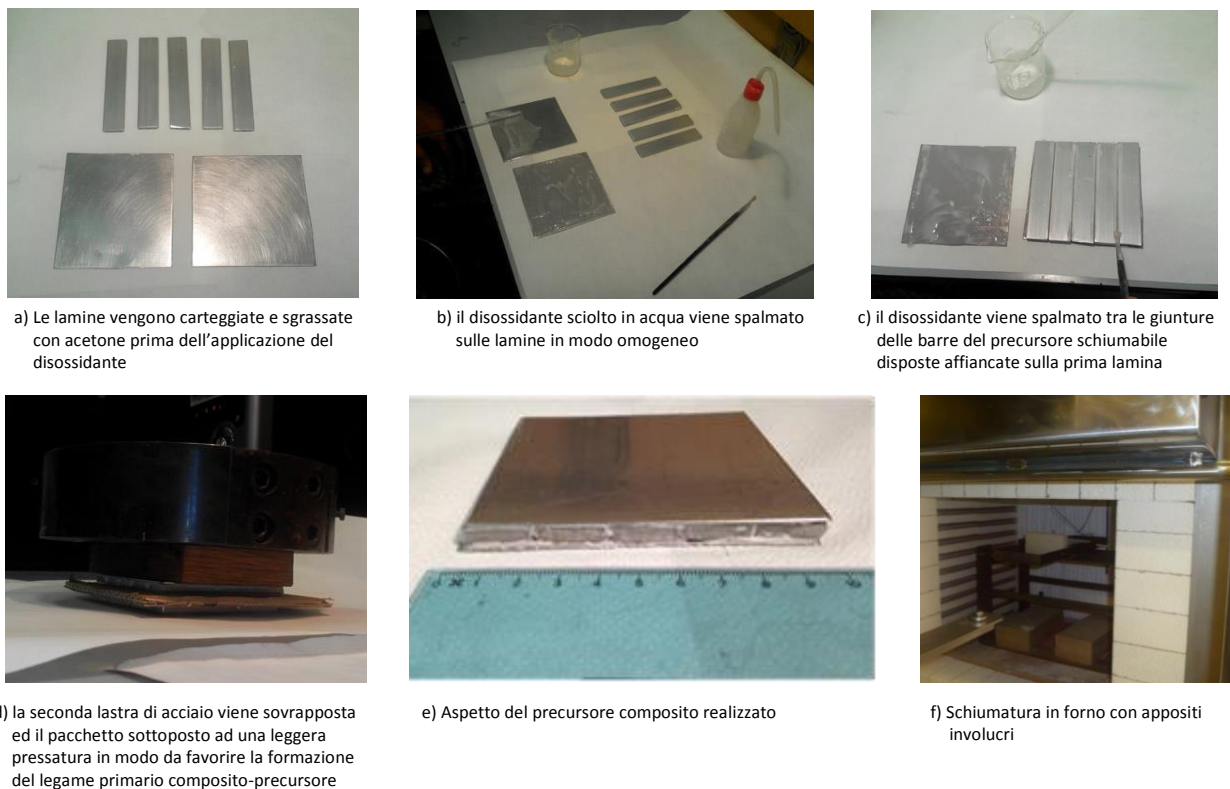 a) Le lamine vengono carteggiate e sgrassate
con acetone prima dell’applicazione del
disossidante
b) il disossidante sciolto in acqua viene spalmato
sulle lamine in modo omogeneo
c) il disossidante viene spalmato tra le giunture
delle barre del precursore schiumabile
disposte affiancate sulla prima lamina
d) la seconda lastra di acciaio viene sovrapposta
ed il pacchetto sottoposto ad una leggera
pressatura in modo da favorire la formazione
del legame primario composito-precursore
e) Aspetto del precursore composito realizzato
f) Schiumatura in forno con appositi
involucri